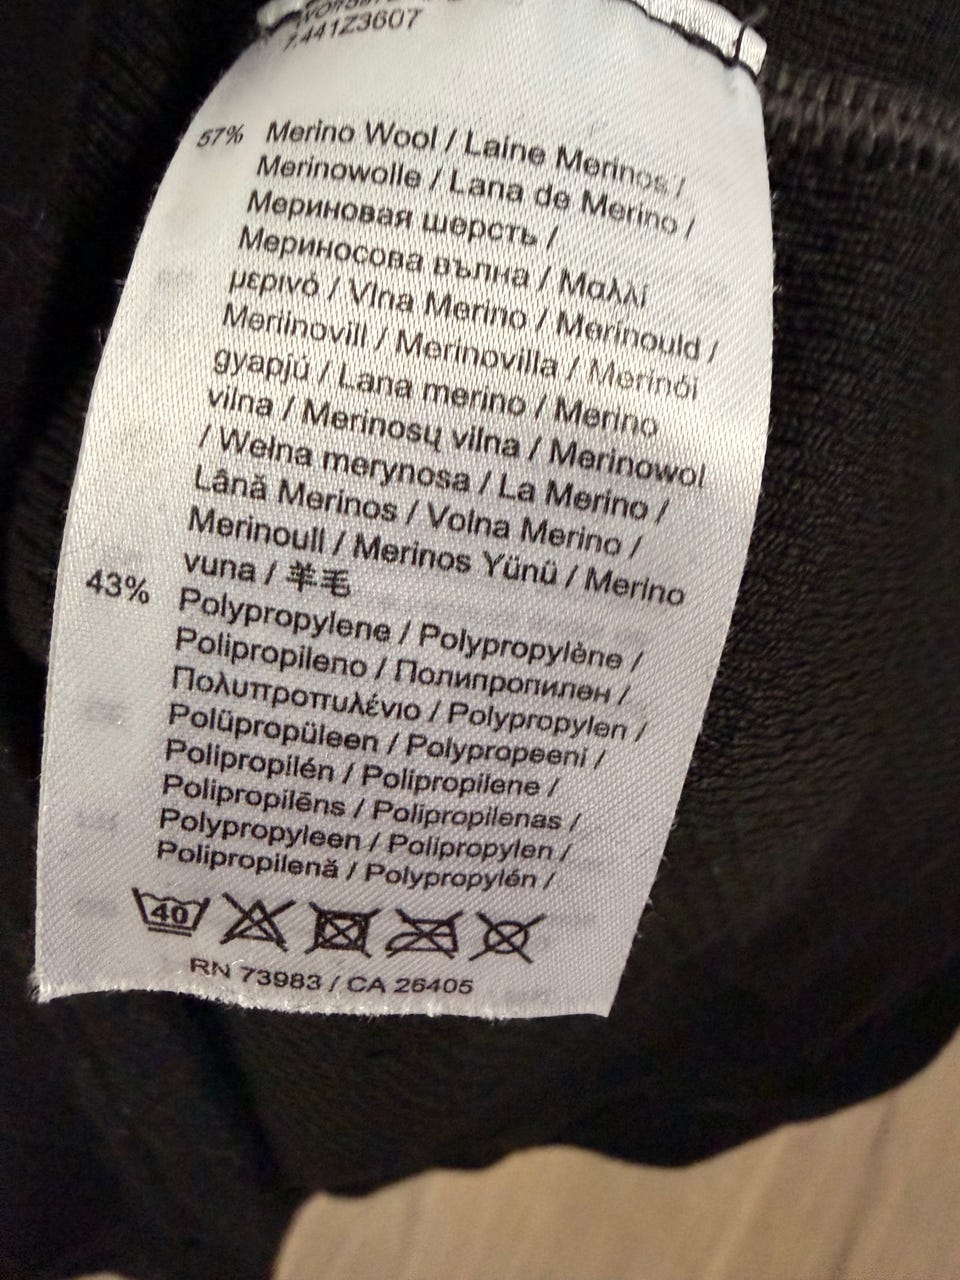 7.441Z3607
57% Merino Wool / Laine Merinos /
Merinowolle / Lana de Merino /
Мериновая шерсть /
Мериносова вълна / Μαλλί
μερινό / Vlna Merino / Merinould /
Meriinovill / Merinovilla / Merinói
gyapjú / Lana merino / Merino
vilna / Merinosų vilna / Merinowol
/ Wełna merynosa / La Merino /
Lână Merinos / Volna Merino /
Merinoull / Merinos Yünü / Merino
vuna / 羊毛
43% Polypropylene / Polypropylène /
Polipropileno / Полипропилен /
Πολυπροπυλένιο / Polypropylen /
Polüpropüleen / Polypropeeni /
Polipropilén / Polipropilene /
Polipropilēns / Polipropilenas /
Polypropyleen / Polipropylen /
Polipropilenă / Polypropylén /
40
RN 73983 / CA 26405